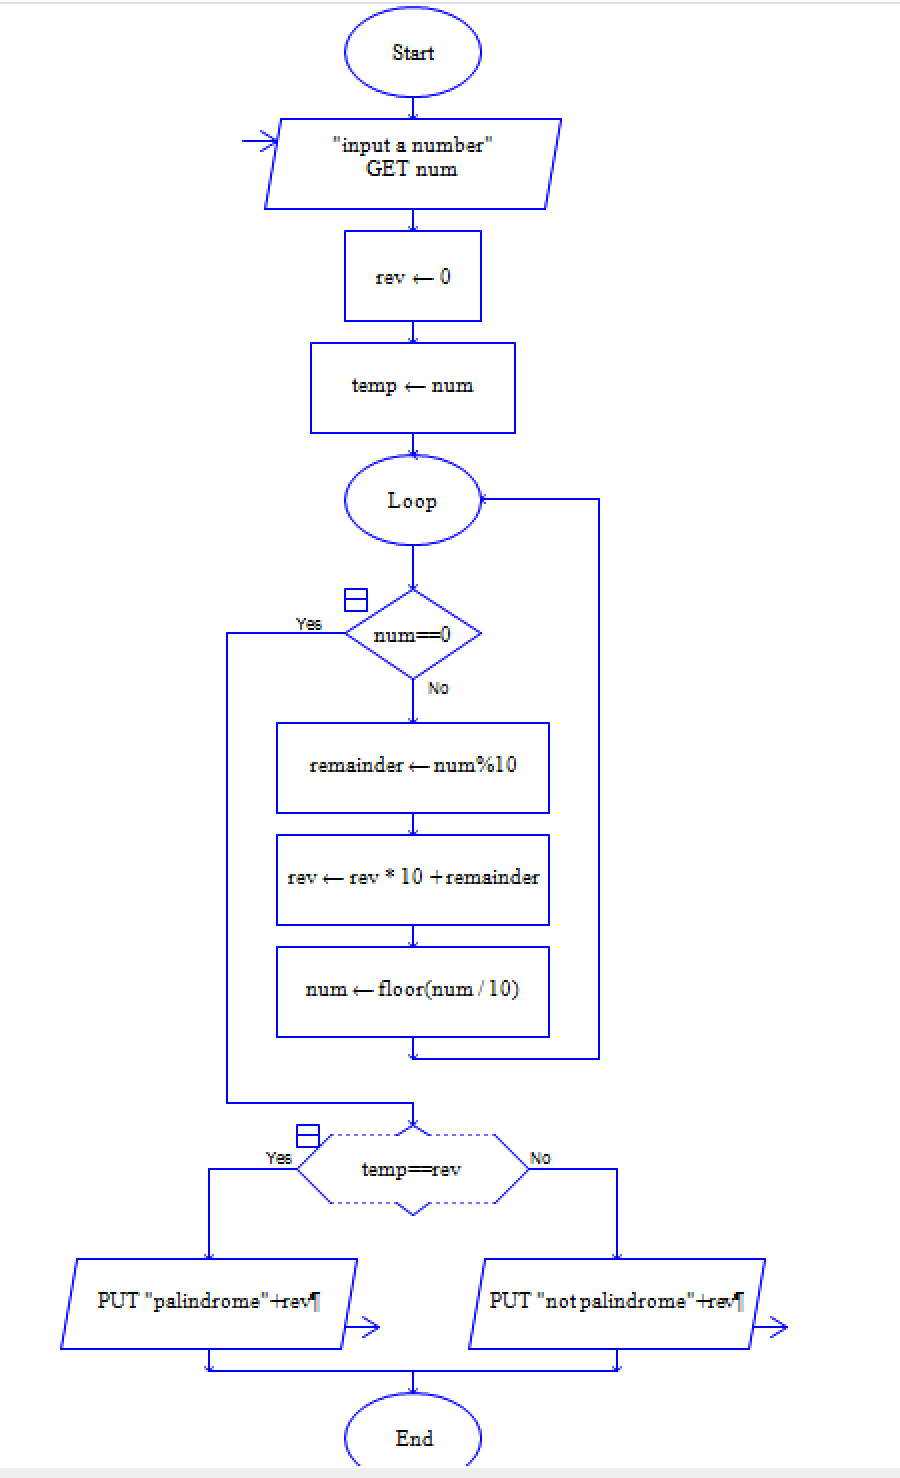 Start
"input a number"
GET num
rev ← 0
temp ← num
Loop
Yes
num==0
No
remainder ← num%10
rev ← rev * 10 +remainder
num ← floor(num / 10)
Yes
temp==rev
No
PUT "palindrome"+rev¶
PUT "not palindrome"+rev¶
End